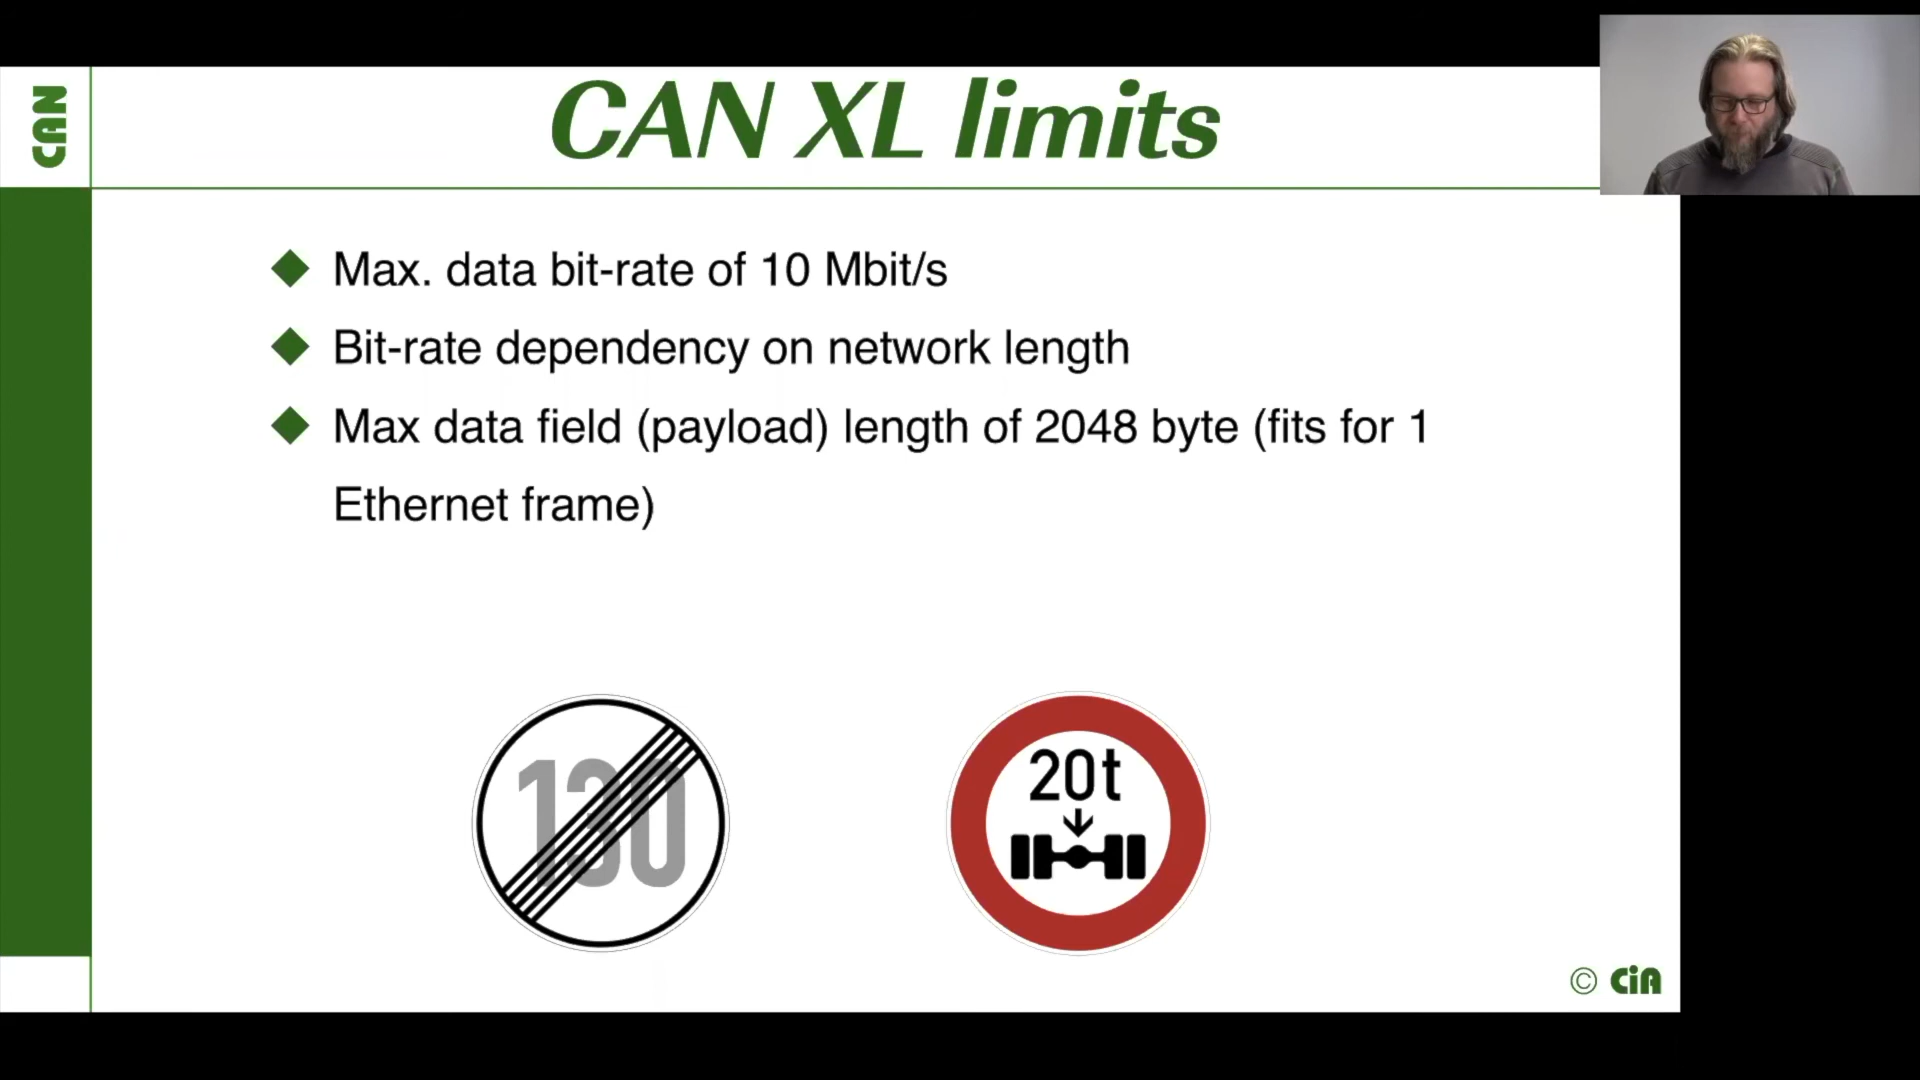 CAN
CAN XL limits
Max. data bit-rate of 10 Mbit/s
Bit-rate dependency on network length
Max data field (payload) length of 2048 byte (fits for 1
Ethernet frame)
130
20t
© CiA